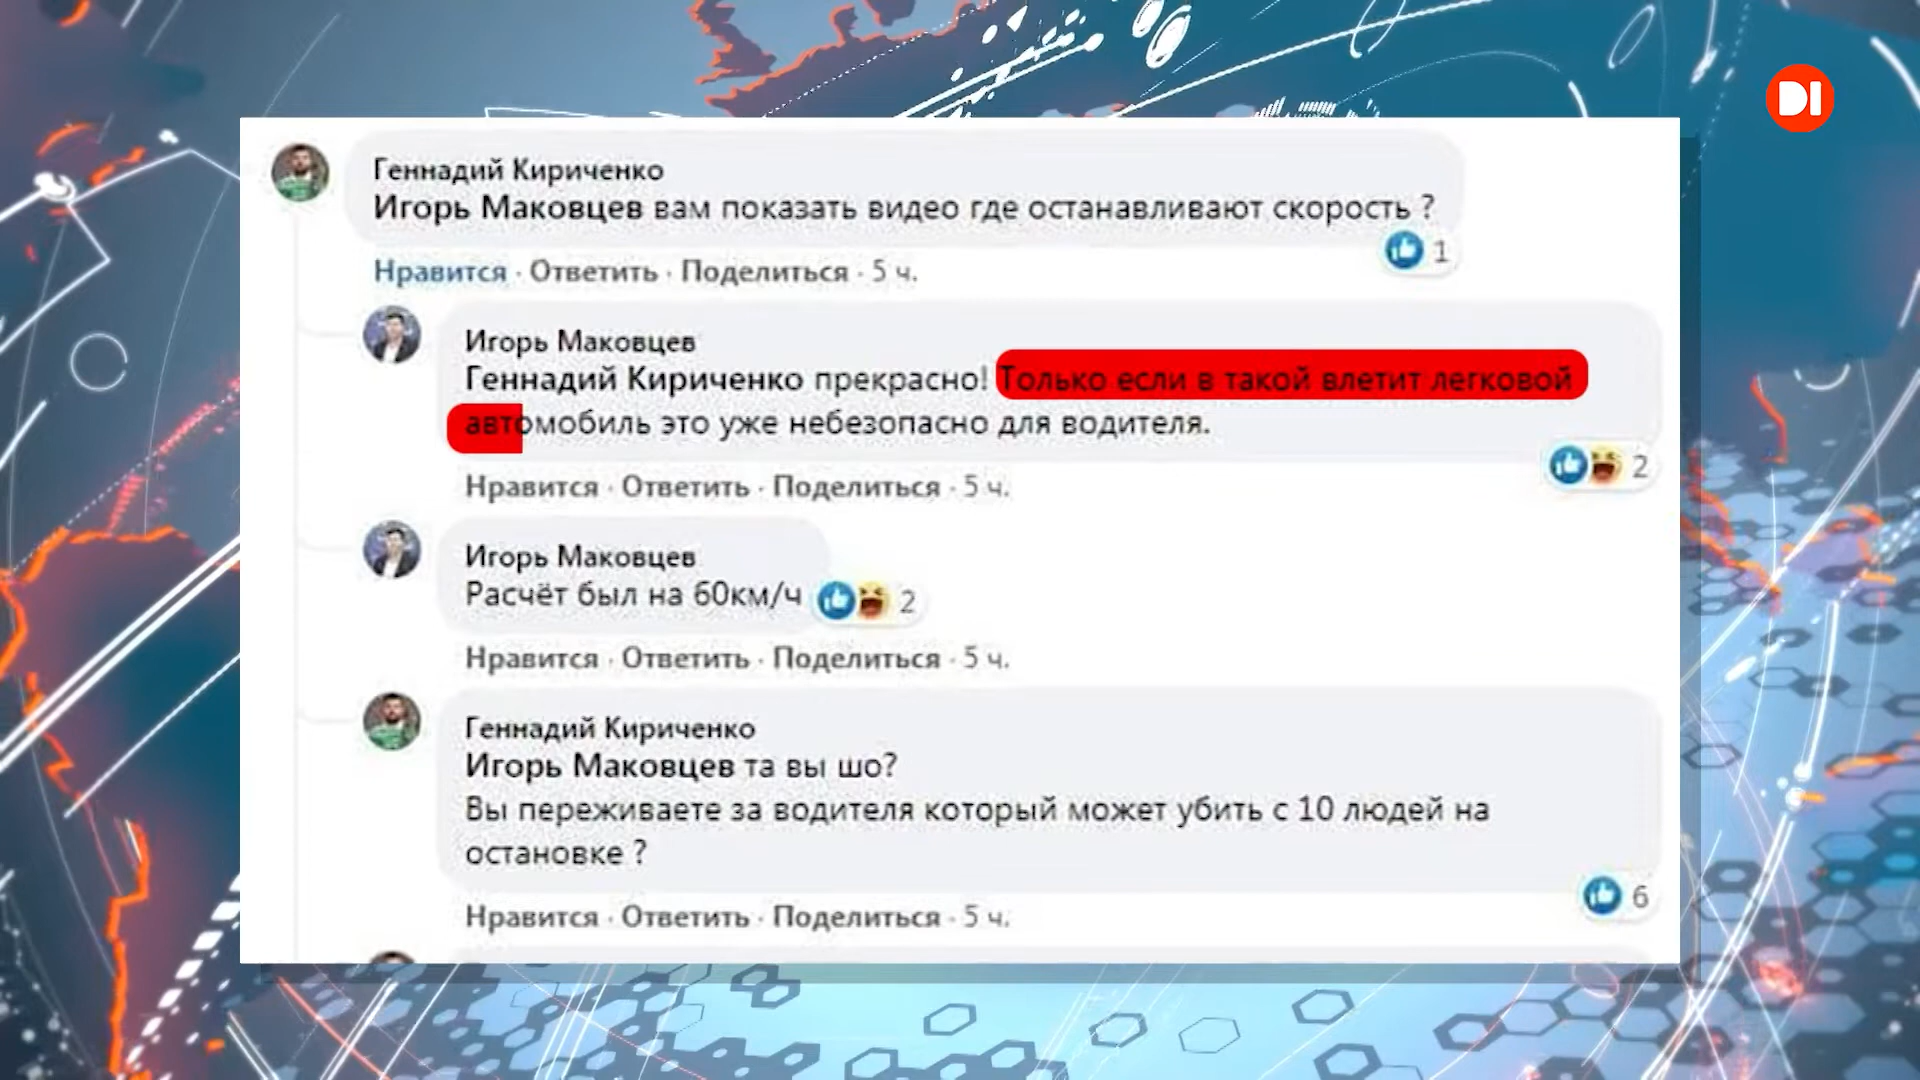 DI
Геннадий Кириченко
Игорь Маковцев вам показать видео где останавливают скорость ?
1
Нравится · Ответить · Поделиться · 5 ч.
Игорь Маковцев
Геннадий Кириченко прекрасно! Только если в такой влетит легковой
автомобиль это уже небезопасно для водителя.
2
Нравится · Ответить · Поделиться · 5 ч.
Игорь Маковцев
Расчёт был на 60км/ч
2
Нравится · Ответить · Поделиться · 5 ч.
Геннадий Кириченко
Игорь Маковцев та вы шо?
Вы переживаете за водителя который может убить с 10 людей на
остановке ?
6
Нравится · Ответить · Поделиться · 5 ч.